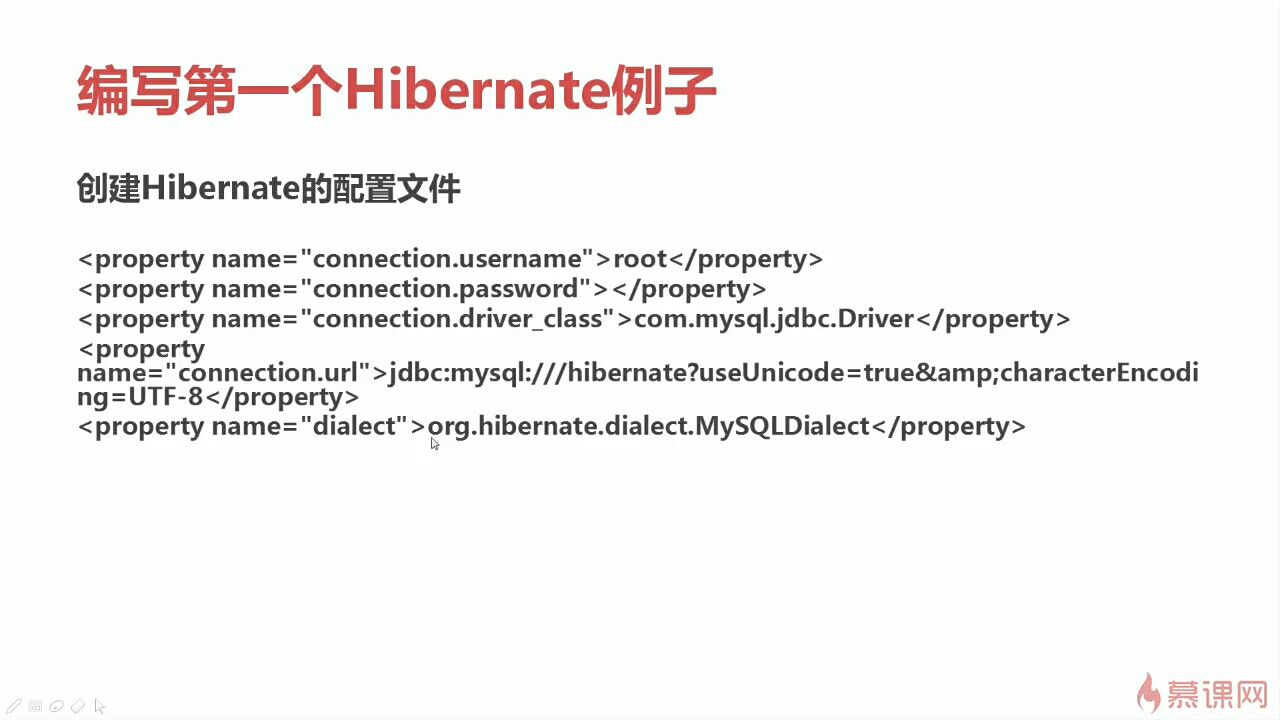 编写第一个Hibernate例子
创建Hibernate的配置文件
<property name="connection.username">root</property>
<property name="connection.password"></property>
<property name="connection.driver_class">com.mysql.jdbc.Driver</property>
<property
name="connection.url">jdbc:mysql:///hibernate?useUnicode=true&amp;characterEncodi
ng=UTF-8</property>
<property name="dialect">org.hibernate.dialect.MySQLDialect</property>
慕课网